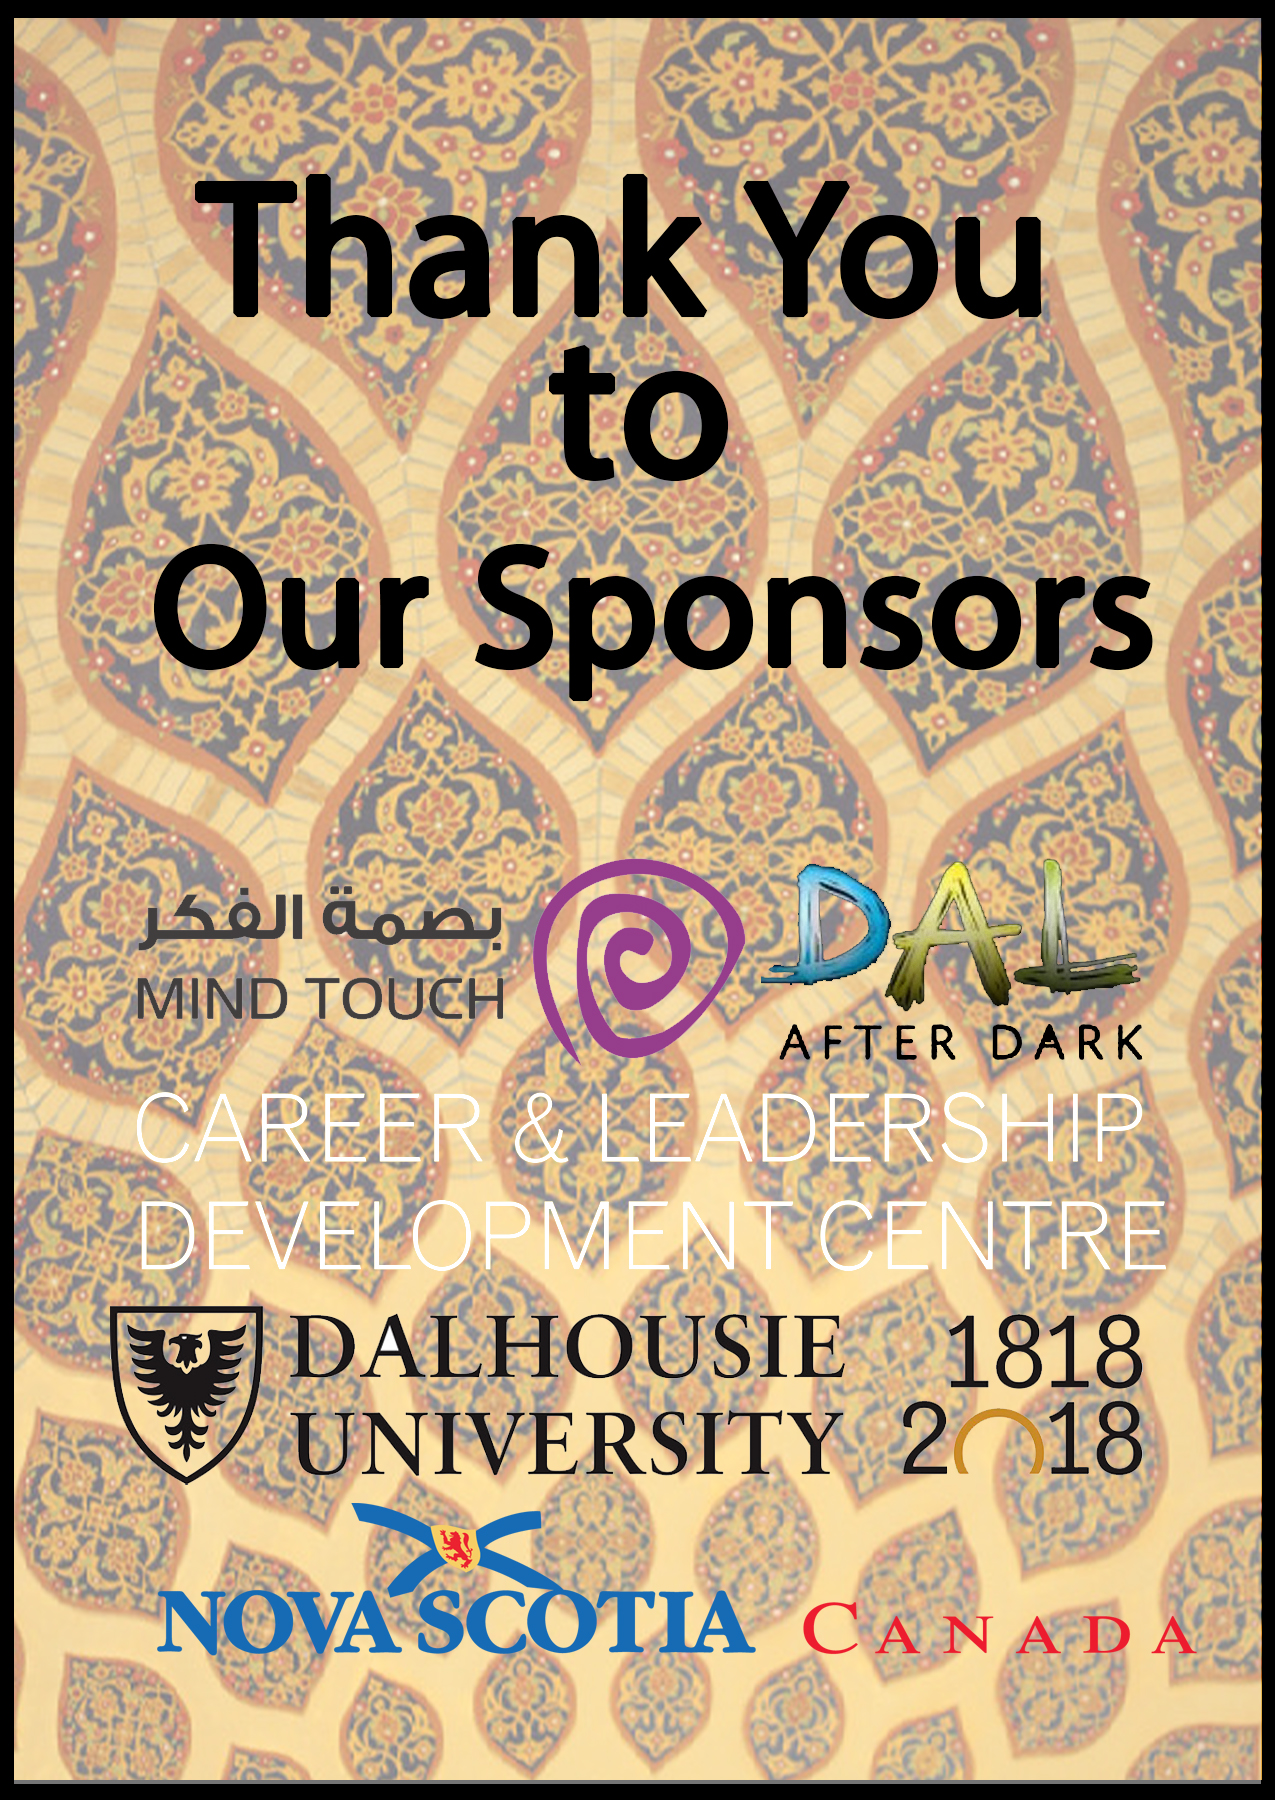 Thank You
to
Our Sponsors
بصمة الفكر
MIND TOUCH
DAL
AFTER DARK
CAREER & LEADERSHIP
DEVELOPMENT CENTRE
DALHOUSIE
UNIVERSITY
1818
2018
NOVA SCOTIA
CANADA